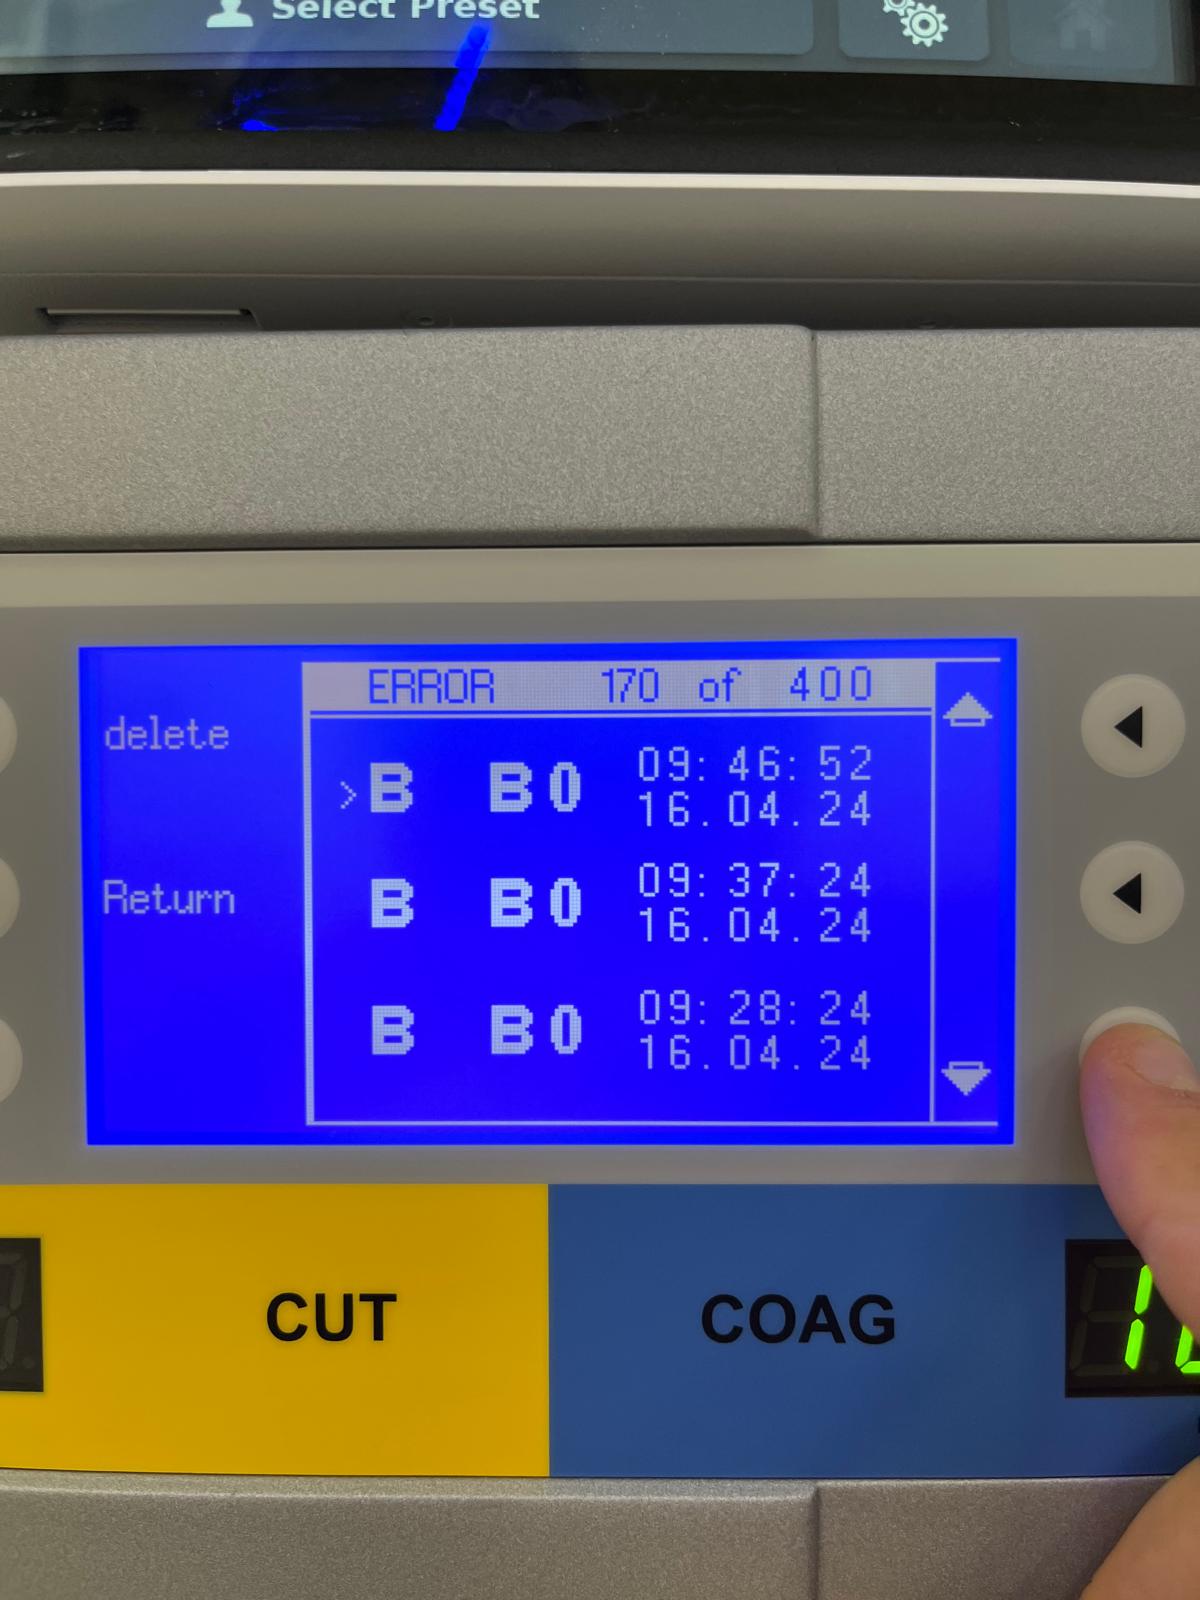 Select Preset
ERROR 170 of 400
delete
>B B0 09:46:52
16.04.24
Return
B B0 09:37:24
16.04.24
B B0 09:28:24
16.04.24
CUT
COAG